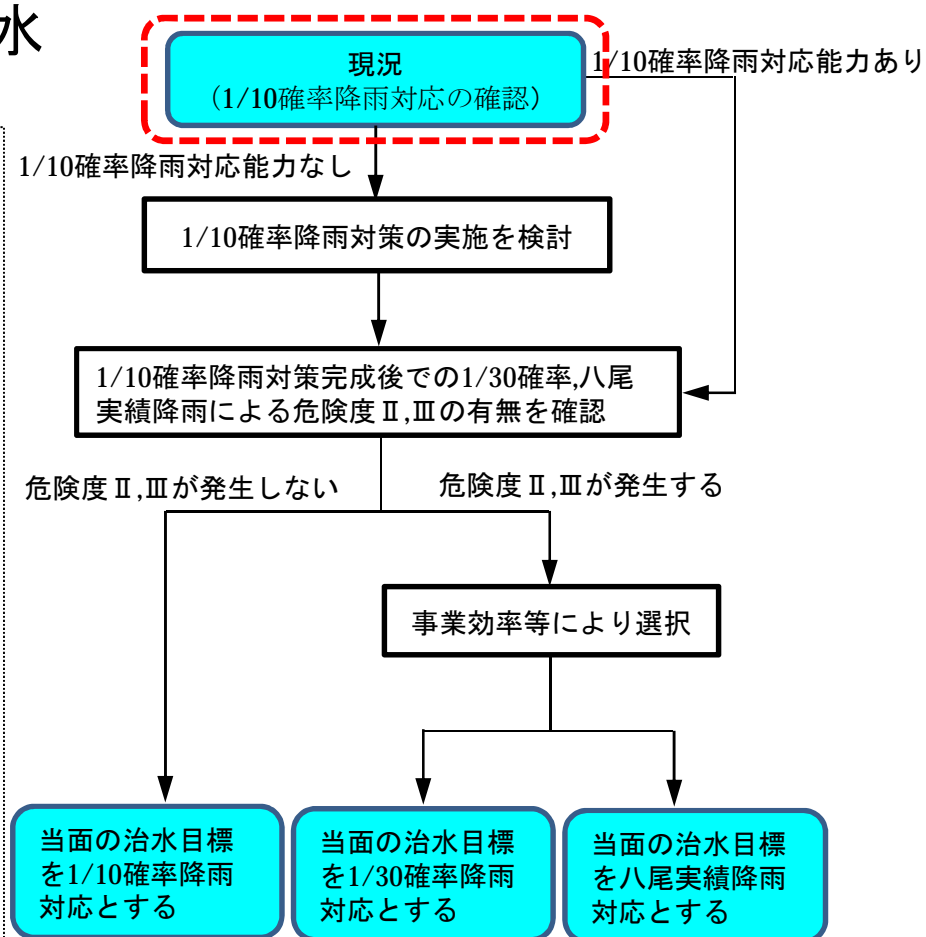 水
現況
（1/10確率降雨対応の確認）
1/10確率降雨対応能力あり
1/10確率降雨対応能力なし
1/10確率降雨対策の実施を検討
1/10確率降雨対策完成後での1/30確率,八尾
実績降雨による危険度Ⅱ,Ⅲの有無を確認
危険度Ⅱ,Ⅲが発生しない
危険度Ⅱ,Ⅲが発生する
事業効率等により選択
当面の治水目標
を1/10確率降雨
対応とする
当面の治水目標
を1/30確率降雨
対応とする
当面の治水目標
を八尾実績降雨
対応とする